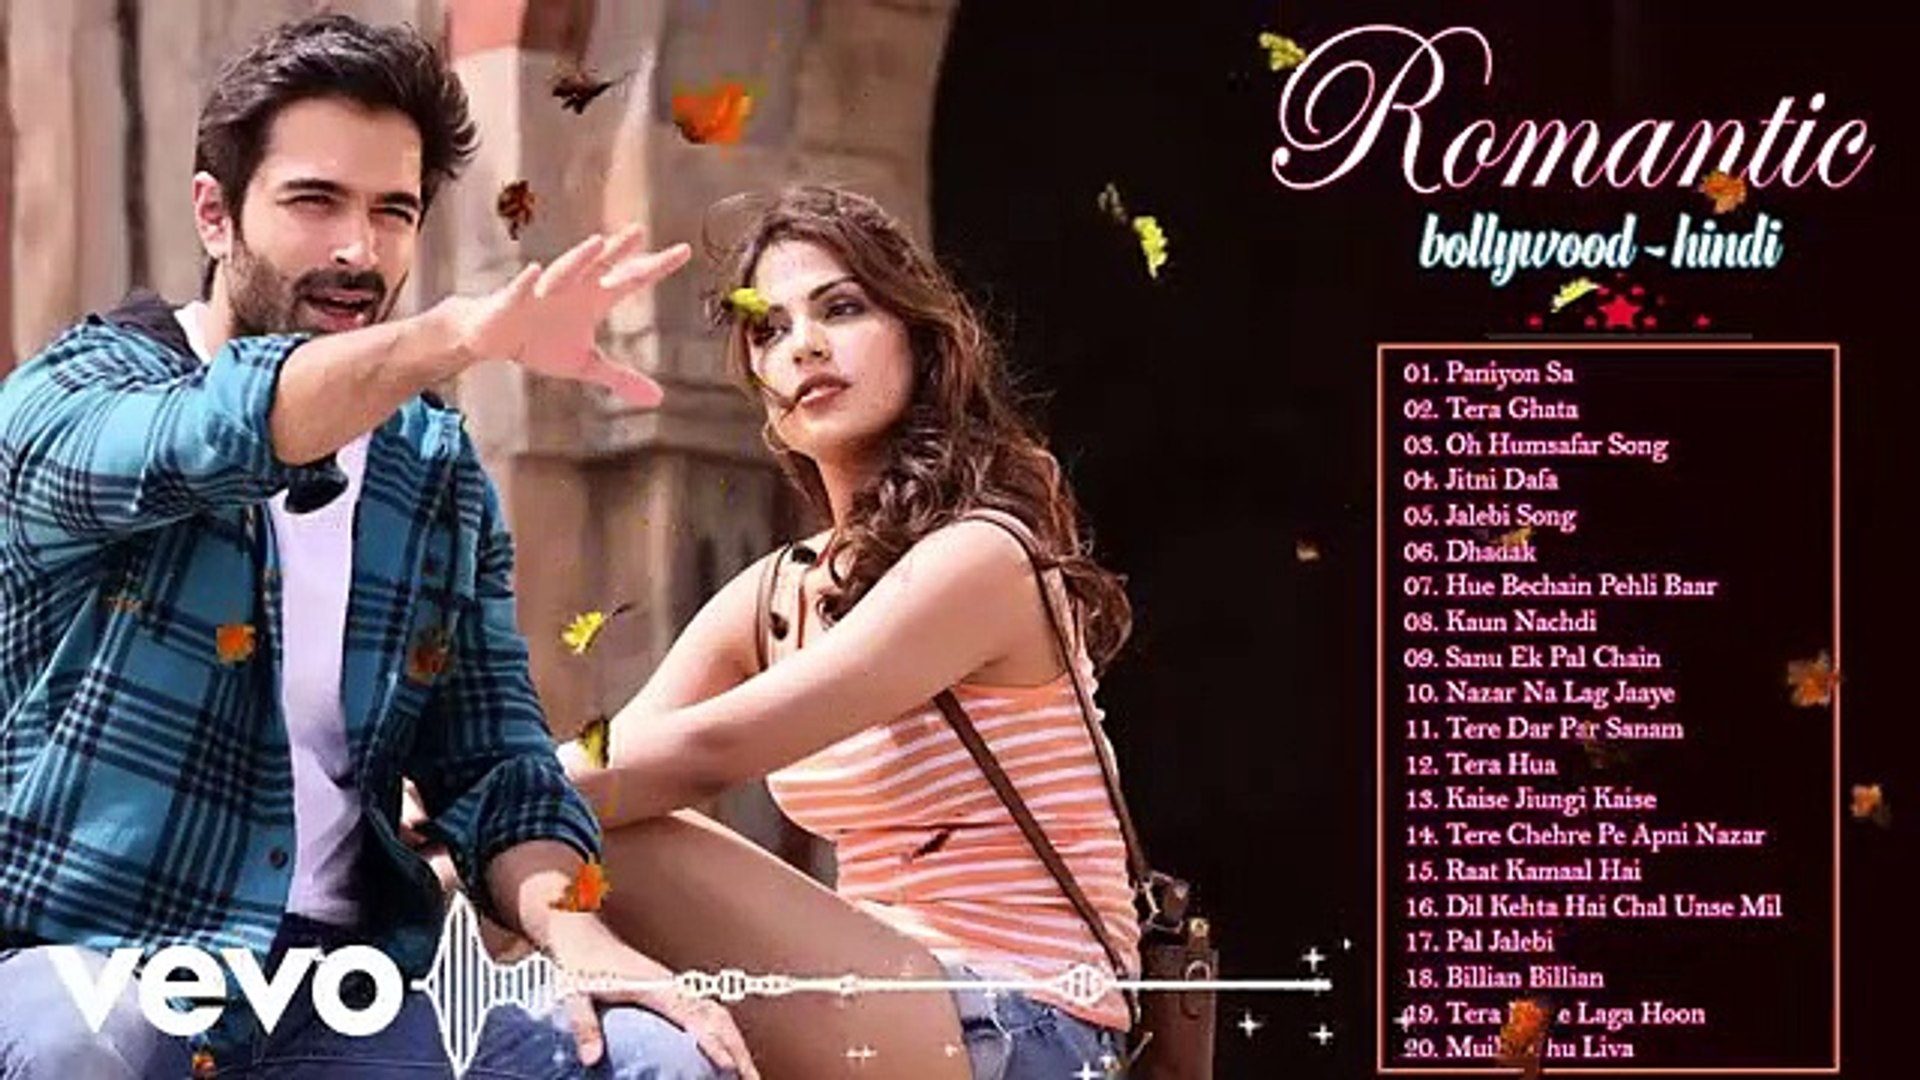 Romantic
bollywood - hindi
01. Paniyon Sa
02. Tera Ghata
03. Oh Humsafar Song
04. Jitni Dafa
05. Jalebi Song
06. Dhadak
07. Hue Bechain Pehli Baar
08. Kaun Nachdi
09. Sanu Ek Pal Chain
10. Nazar Na Lag Jaaye
11. Tere Dar Par Sanam
12. Tera Hua
13. Kaise Jiungi Kaise
14. Tere Chehre Pe Apni Nazar
15. Raat Kamaal Hai
16. Dil Kehta Hai Chal Unse Mil
17. Pal Jalebi
18. Billian Billian
19. Tera Laga Hoon
20. Liva
vevo